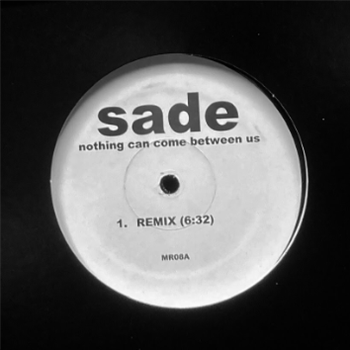 sade
nothing can come between us
1. REMIX (6:32)
MR08A